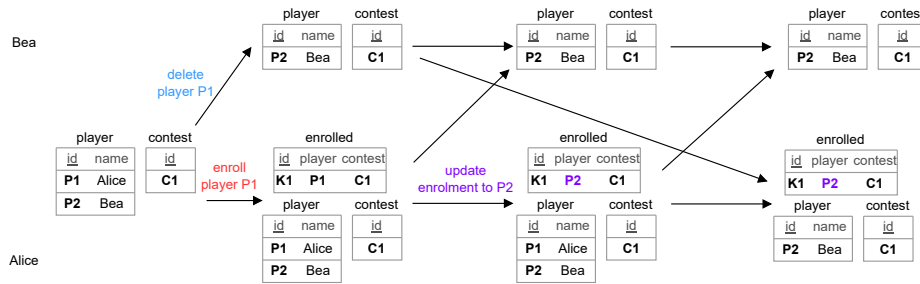 Bea
player contest
id name id
P2 Bea C1
player contest
id name id
P2 Bea C1
player contest
id name id
P2 Bea C1
delete
player P1
player contest
id name id
P1 Alice C1
P2 Bea
enroll
player P1
enrolled
id player contest
K1 P1 C1
player contest
id name id
P1 Alice C1
P2 Bea
update
enrolment to P2
enrolled
id player contest
K1 P2 C1
player contest
id name id
P1 Alice C1
P2 Bea
enrolled
id player contest
K1 P2 C1
player contest
id name id
P2 Bea C1
Alice